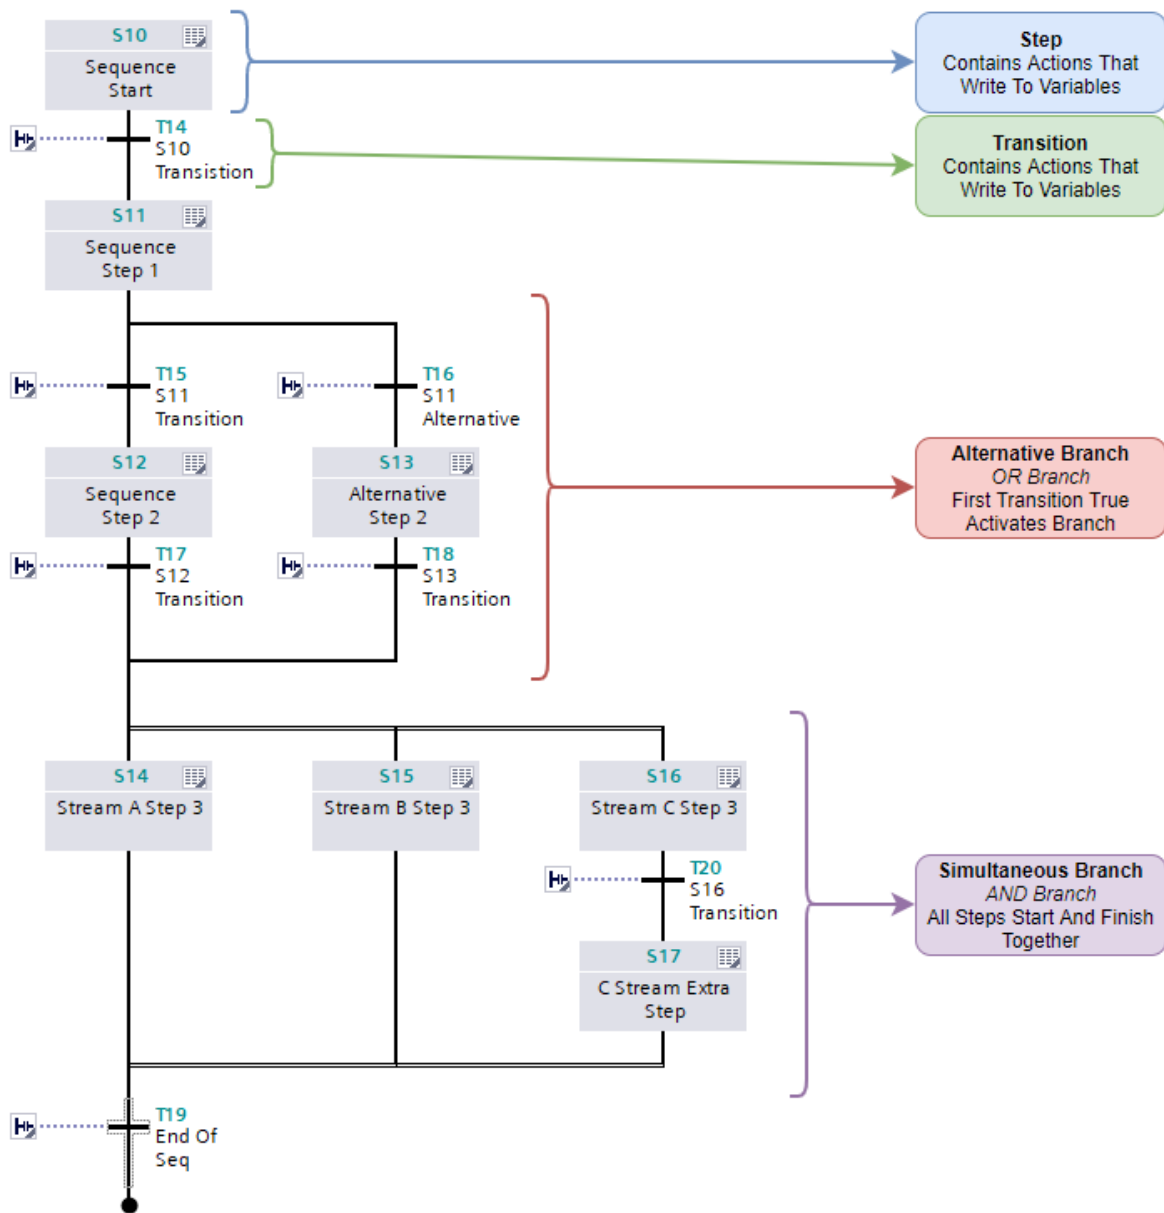 S10
Sequence
Start
Step
Contains Actions That
Write To Variables
T14
S10
Transistion
Transition
Contains Actions That
Write To Variables
S11
Sequence
Step 1
T15
S11
Transition
T16
S11
Alternative
S12
Sequence
Step 2
S13
Alternative
Step 2
Alternative Branch
OR Branch
First Transition True
Activates Branch
T17
S12
Transition
T18
S13
Transition
S14
Stream A Step 3
S15
Stream B Step 3
S16
Stream C Step 3
T20
S16
Transition
Simultaneous Branch
AND Branch
All Steps Start And Finish
Together
S17
C Stream Extra
Step
T19
End Of
Seq